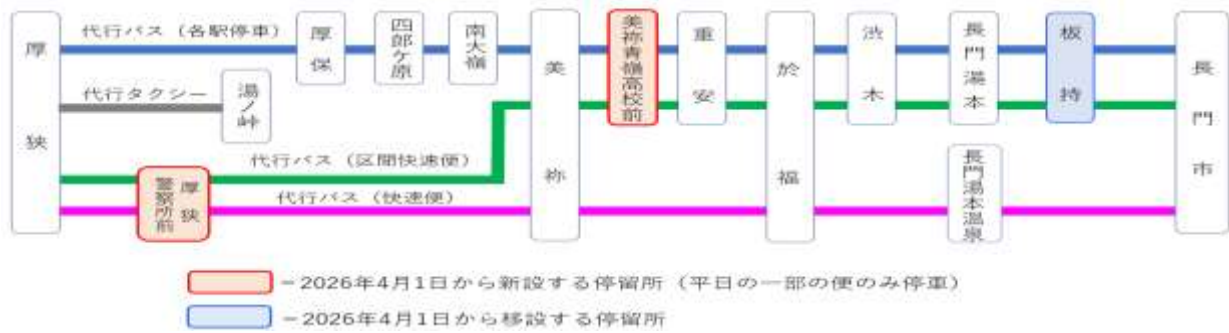 厚狭
代行バス（各駅停車）
代行タクシー
代行バス（区間快速便）
代行バス（快速便）
厚狭警察所前
湯ノ峠
厚保
四郎ケ原
南大嶺
美祢
美祢青嶺高校前
重安
於福
渋木
長門湯本
長門湯本温泉
板持
長門市
＝2026年4月1日から新設する停留所（平日の一部の便のみ停車）
＝2026年4月1日から移設する停留所